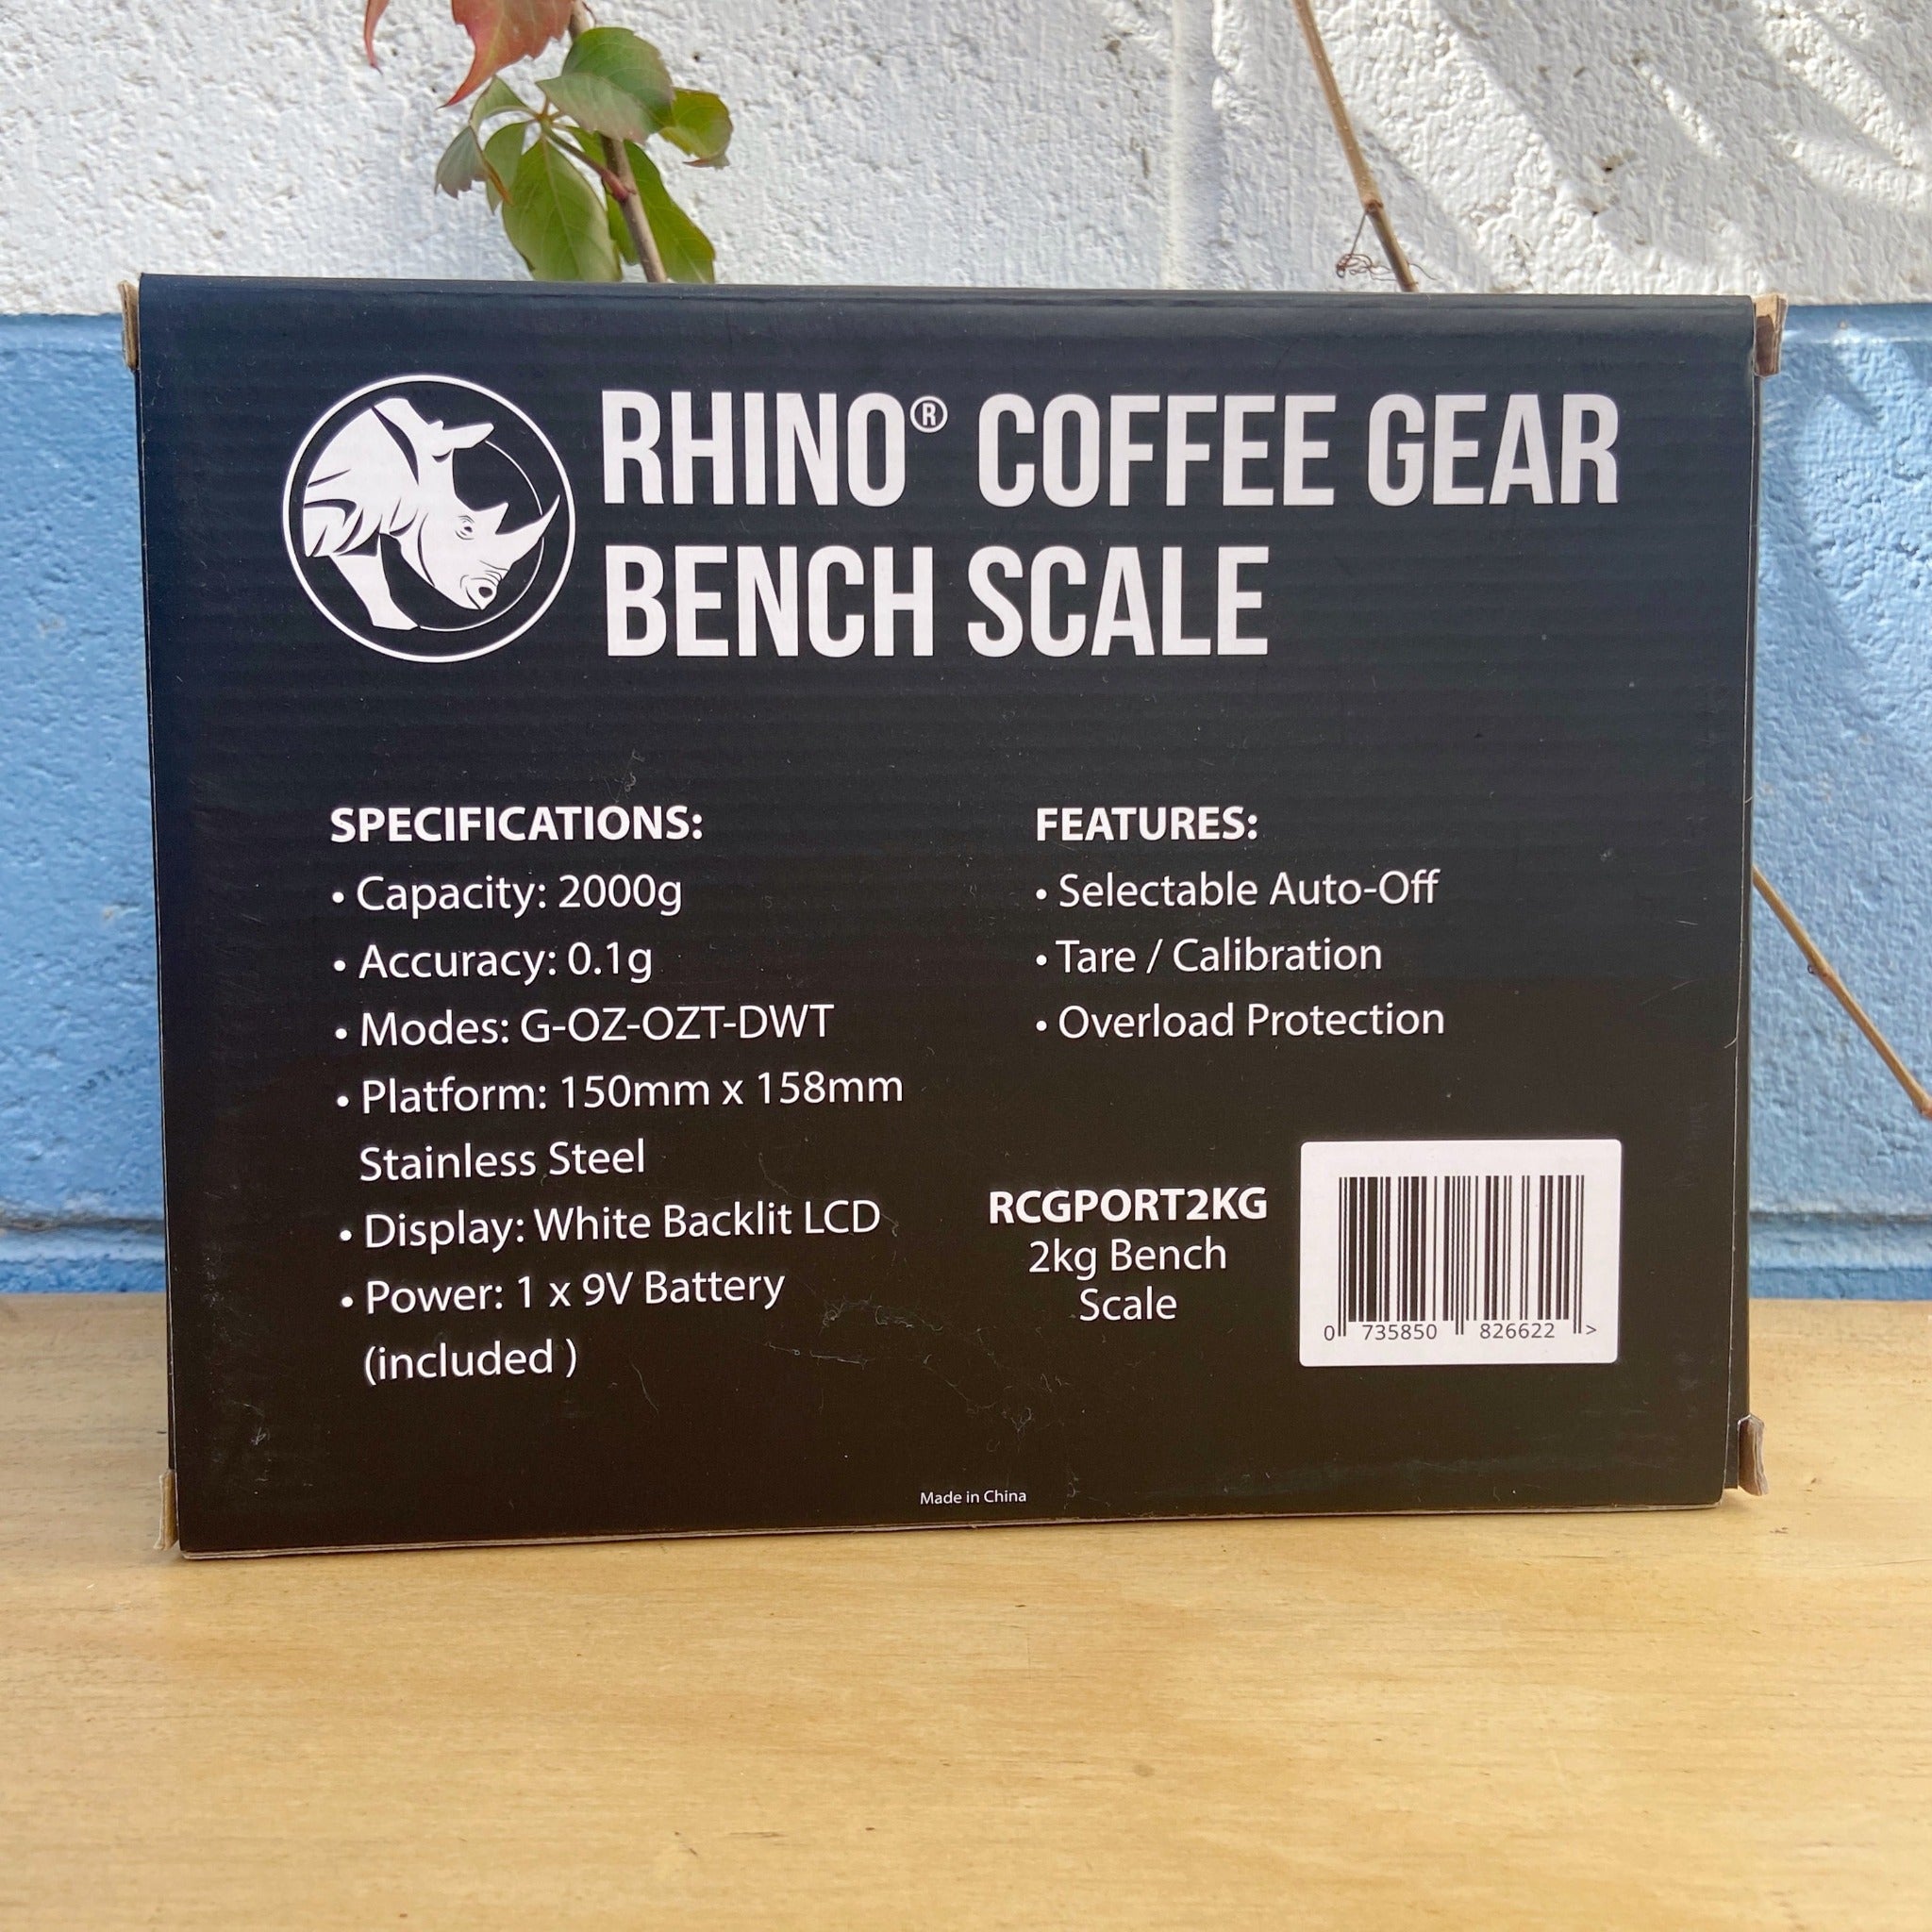 RHINO® COFFEE GEAR
BENCH SCALE
SPECIFICATIONS:
• Capacity: 2000g
• Accuracy: 0.1g
• Modes: G-OZ-OZT-DWT
• Platform: 150mm x 158mm
Stainless Steel
• Display: White Backlit LCD
• Power: 1 x 9V Battery
(included )
FEATURES:
• Selectable Auto-Off
• Tare / Calibration
• Overload Protection
RCGPORT2KG
2kg Bench
Scale
0 735850 826622 >
Made in China